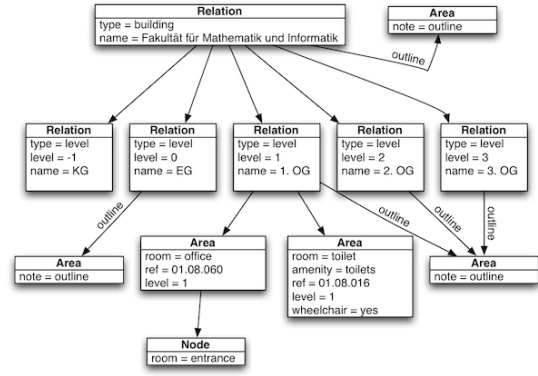 Relation
type = building
name = Fakultät für Mathematik und Informatik
Area
note = outline
outline
Relation
type = level
level = -1
name = KG
Relation
type = level
level = 0
name = EG
Relation
type = level
level = 1
name = 1. OG
Relation
type = level
level = 2
name = 2. OG
Relation
type = level
level = 3
name = 3. OG
outline
outline
outline
outline
Area
note = outline
Area
room = office
ref = 01.08.060
level = 1
Area
room = toilet
amenity = toilets
ref = 01.08.016
level = 1
wheelchair = yes
Area
note = outline
Node
room = entrance